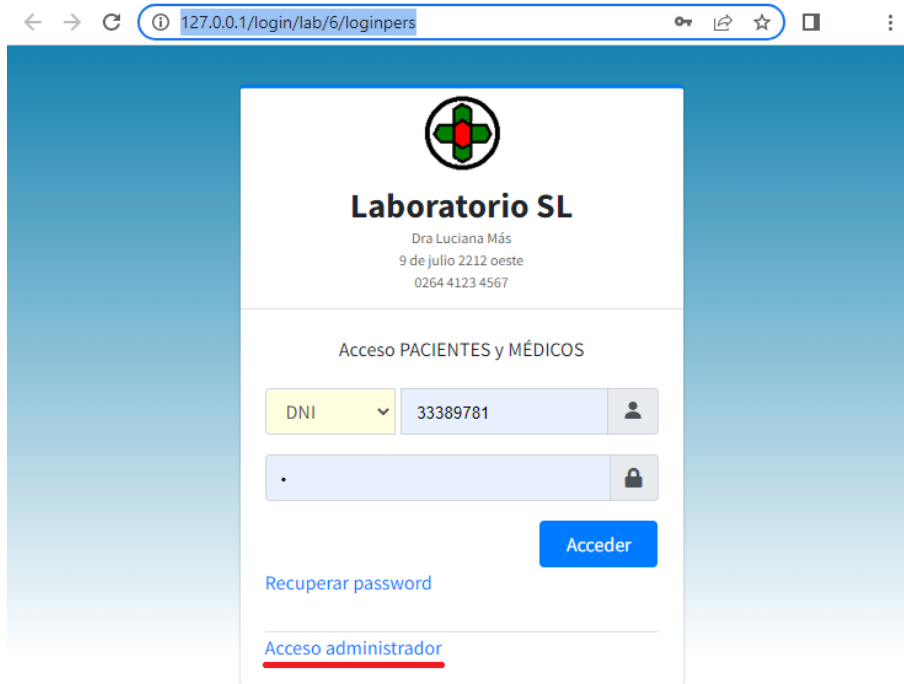 127.0.0.1/login/lab/6/loginpers
Laboratorio SL
Dra Luciana Más
9 de julio 2212 oeste
0264 4123 4567
Acceso PACIENTES y MÉDICOS
DNI 33389781
•
Acceder
Recuperar password
Acceso administrador